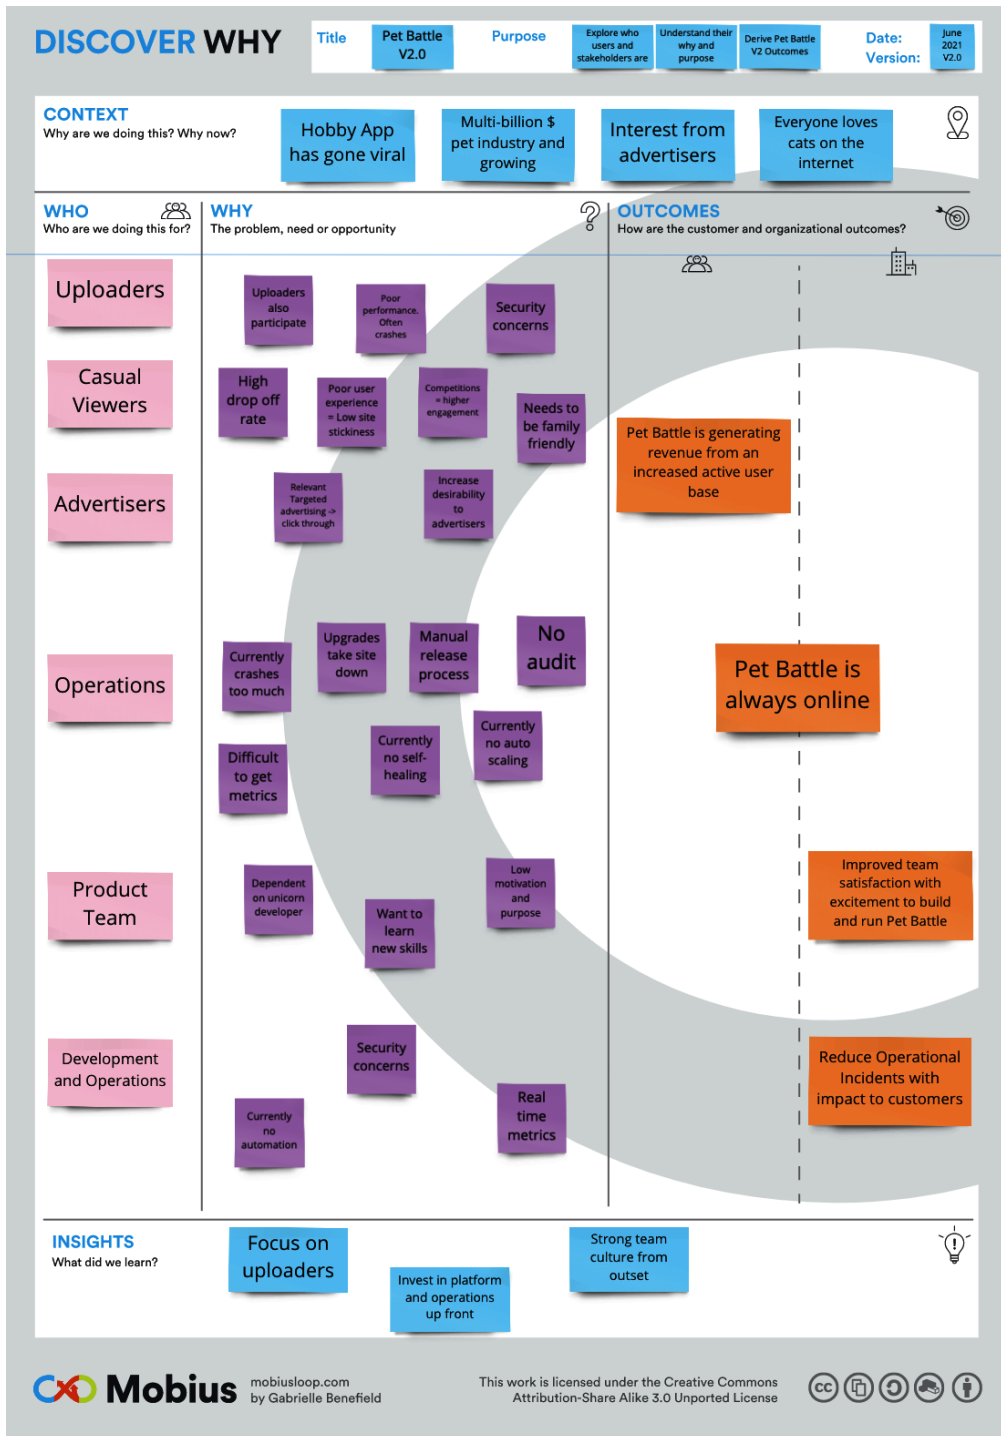 DISCOVER WHY
Title
Pet Battle
V2.0
Purpose
Explore who
users and
stakeholders are
Understand their
why and
purpose
Derive Pet Battle
V2 Outcomes
Date:
Version:
June
2021
V2.0
CONTEXT
Why are we doing this? Why now?
Hobby App
has gone viral
Multi-billion $
pet industry and
growing
Interest from
advertisers
Everyone loves
cats on the
internet
WHO
Who are we doing this for?
WHY
The problem, need or opportunity
OUTCOMES
How are the customer and organizational outcomes?
Uploaders
Uploaders
also
participate
Poor
performance.
Often
crashes
Security
concerns
Casual
Viewers
High
drop off
rate
Poor user
experience
= Low site
stickiness
Competitions
= higher
engagement
Needs to
be family
friendly
Pet Battle is generating
revenue from an
increased active user
base
Advertisers
Relevant
Targeted
advertising ->
click through
Increase
desirability
to
advertisers
Operations
Currently
crashes
too much
Upgrades
take site
down
Manual
release
process
No
audit
Pet Battle is
always online
Difficult
to get
metrics
Currently
no self-
healing
Currently
no auto
scaling
Product
Team
Dependent
on unicorn
developer
Want to
learn
new skills
Low
motivation
and
purpose
Improved team
satisfaction with
excitement to build
and run Pet Battle
Development
and Operations
Security
concerns
Currently
no
automation
Real
time
metrics
Reduce Operational
Incidents with
impact to customers
INSIGHTS
What did we learn?
Focus on
uploaders
Invest in platform
and operations
up front
Strong team
culture from
outset
Mobius
mobiusloop.com
by Gabrielle Benefield
This work is licensed under the Creative Commons
Attribution-Share Alike 3.0 Unported License
cc